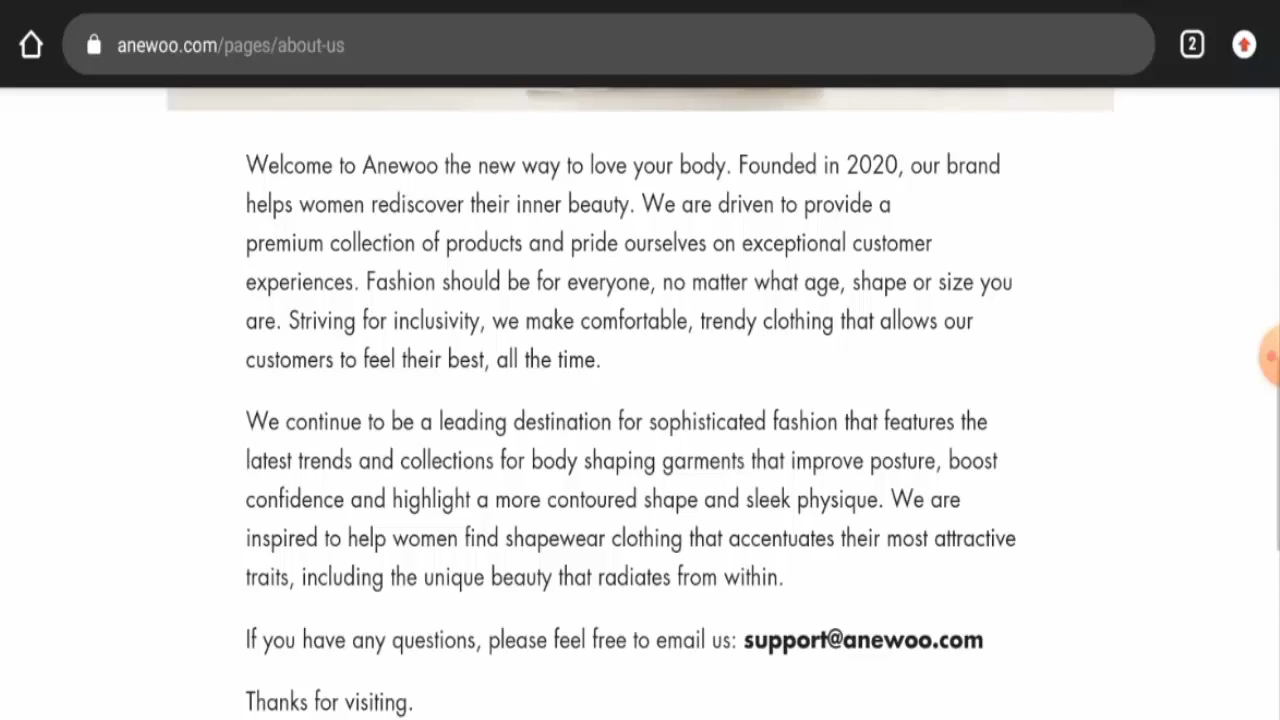 anewoo.com/pages/about-us
2
Welcome to Anewoo the new way to love your body. Founded in 2020, our brand
helps women rediscover their inner beauty. We are driven to provide a
premium collection of products and pride ourselves on exceptional customer
experiences. Fashion should be for everyone, no matter what age, shape or size you
are. Striving for inclusivity, we make comfortable, trendy clothing that allows our
customers to feel their best, all the time.
We continue to be a leading destination for sophisticated fashion that features the
latest trends and collections for body shaping garments that improve posture, boost
confidence and highlight a more contoured shape and sleek physique. We are
inspired to help women find shapewear clothing that accentuates their most attractive
traits, including the unique beauty that radiates from within.
If you have any questions, please feel free to email us: support@anewoo.com
Thanks for visiting.